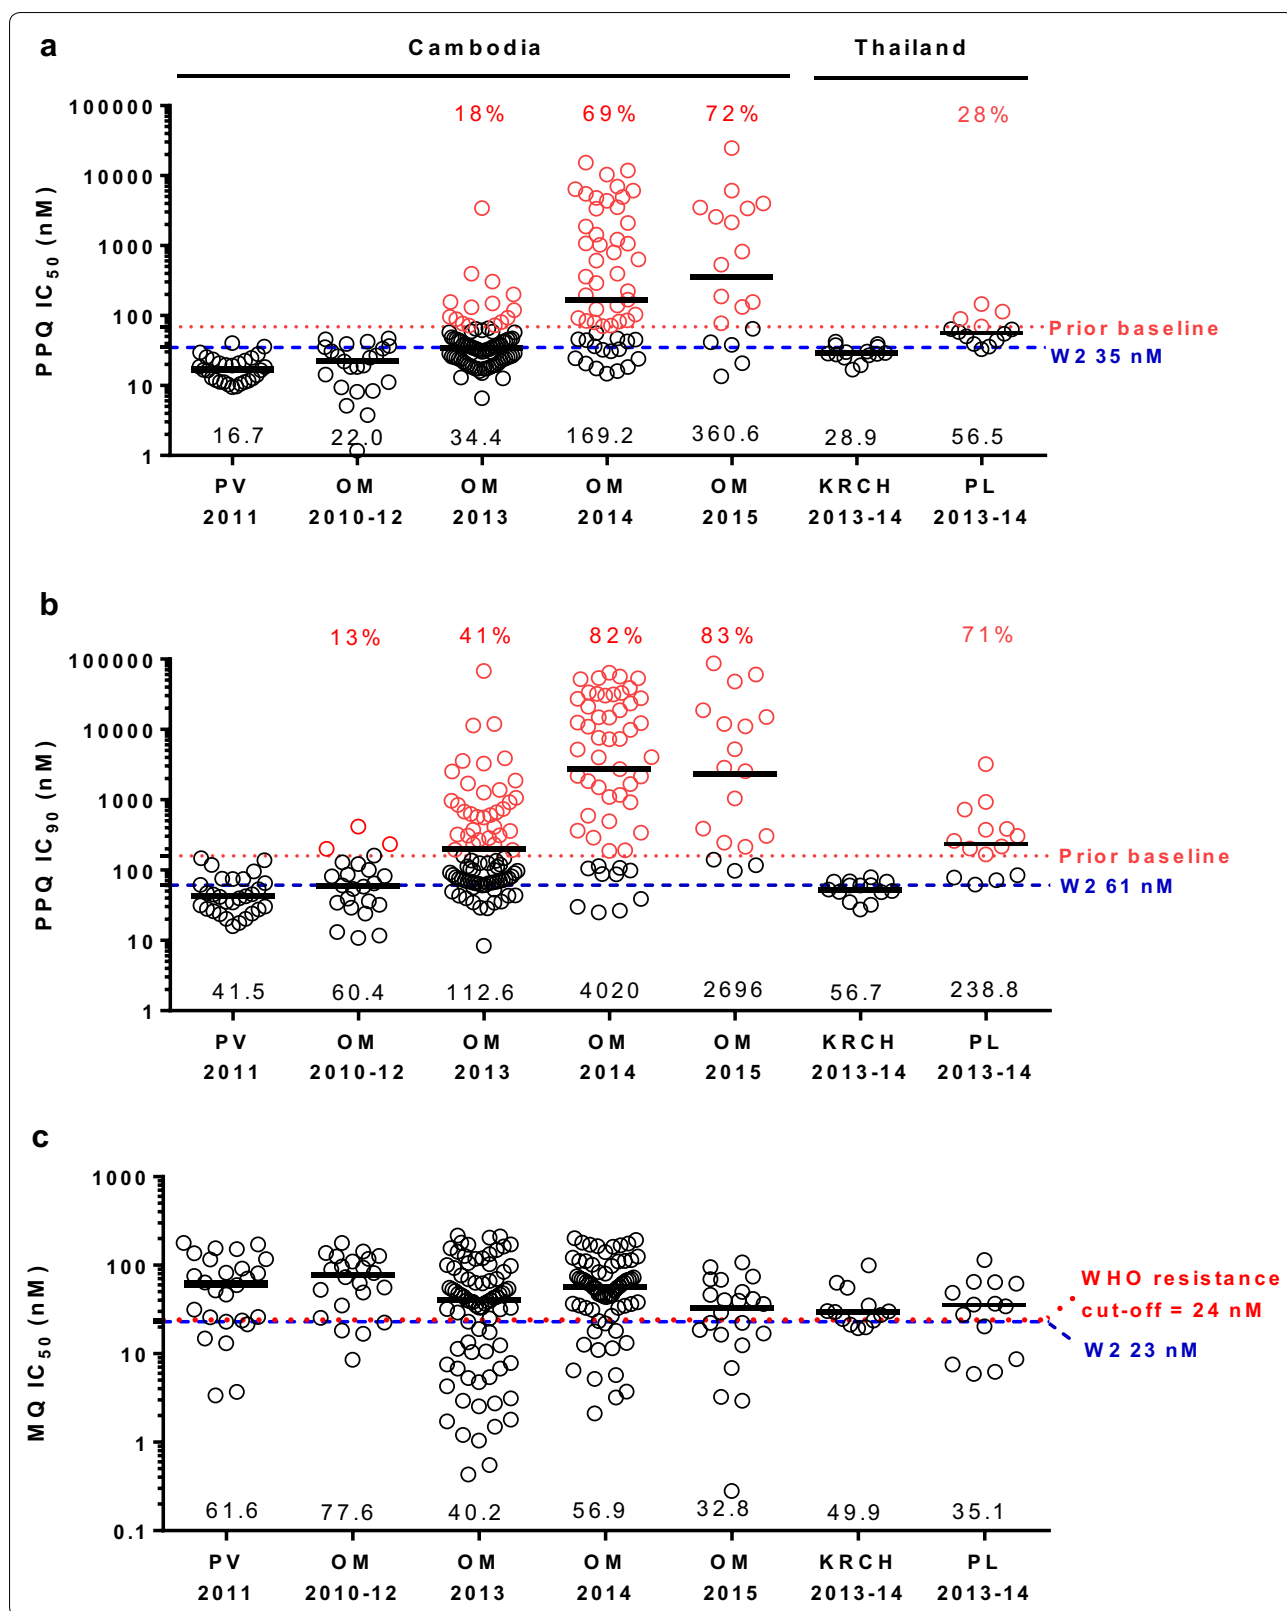 a
Cambodia Thailand
100000 18% 69% 72% 28%
10000
1000
100
10
1
PPQ IC50 (nM)
Prior baseline
W2 35 nM
16.7 22.0 34.4 169.2 360.6 28.9 56.5
PV OM OM OM OM KRCH PL
2011 2010-12 2013 2014 2015 2013-14 2013-14
b
13% 41% 82% 83% 71%
100000
10000
1000
100
10
1
PPQ IC90 (nM)
Prior baseline
W2 61 nM
41.5 60.4 112.6 4020 2696 56.7 238.8
PV OM OM OM OM KRCH PL
2011 2010-12 2013 2014 2015 2013-14 2013-14
c
1000
100
10
1
0.1
MQ IC50 (nM)
WHO resistance
cut-off = 24 nM
W2 23 nM
61.6 77.6 40.2 56.9 32.8 49.9 35.1
PV OM OM OM OM KRCH PL
2011 2010-12 2013 2014 2015 2013-14 2013-14